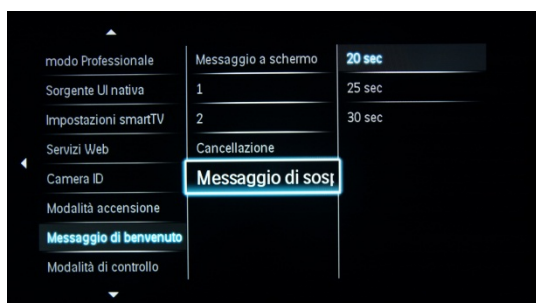 modo Professionale
Sorgente UI nativa
Impostazioni smartTV
Servizi Web
Camera ID
Modalità accensione
Messaggio di benvenuto
Modalità di controllo
Messaggio a schermo
1
2
Cancellazione
Messaggio di sosp
20 sec
25 sec
30 sec